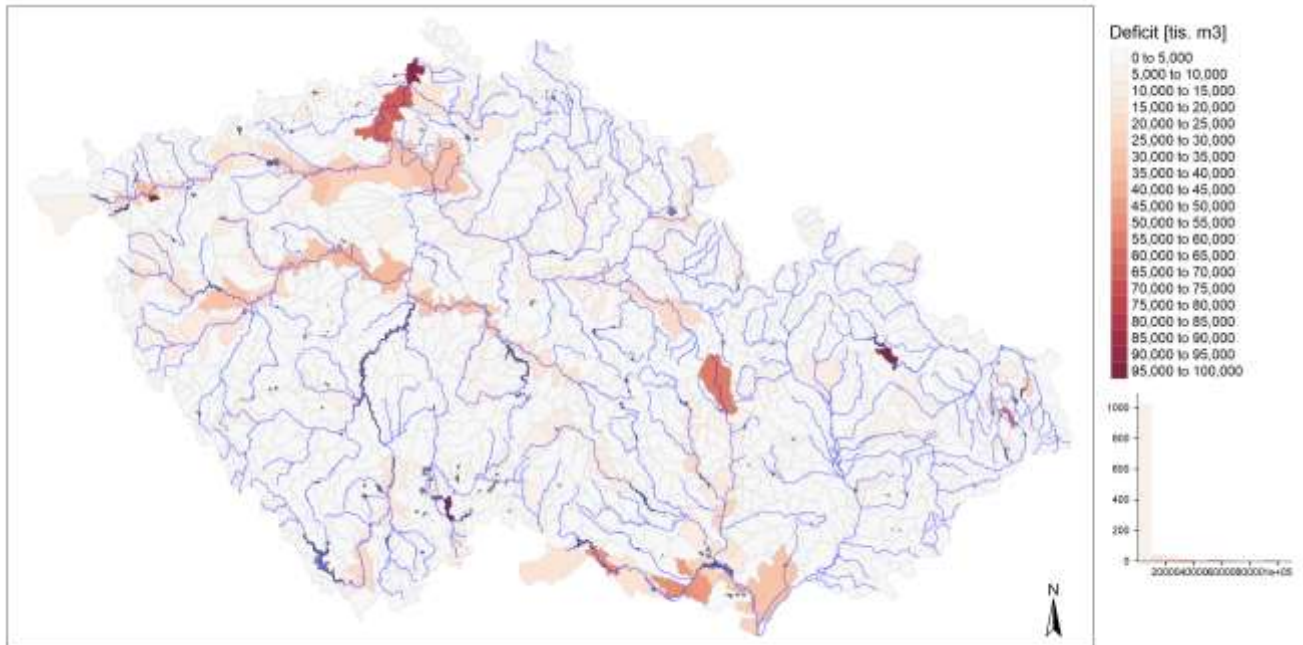 Deficit [tis. m3]
0 to 5,000
5,000 to 10,000
10,000 to 15,000
15,000 to 20,000
20,000 to 25,000
25,000 to 30,000
30,000 to 35,000
35,000 to 40,000
40,000 to 45,000
45,000 to 50,000
50,000 to 55,000
55,000 to 60,000
60,000 to 65,000
65,000 to 70,000
70,000 to 75,000
75,000 to 80,000
80,000 to 85,000
85,000 to 90,000
90,000 to 95,000
95,000 to 100,000
1000
800
600
400
200
0
N